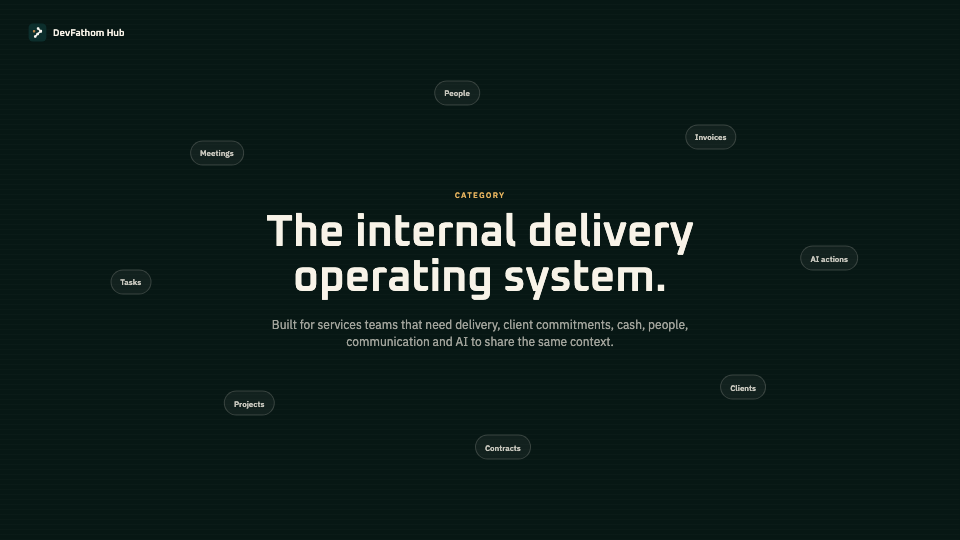 DevFathom Hub
People
Invoices
Meetings
CATEGORY
The internal delivery
operating system.
AI actions
Tasks
Built for services teams that need delivery, client commitments, cash, people,
communication and AI to share the same context.
Clients
Projects
Contracts